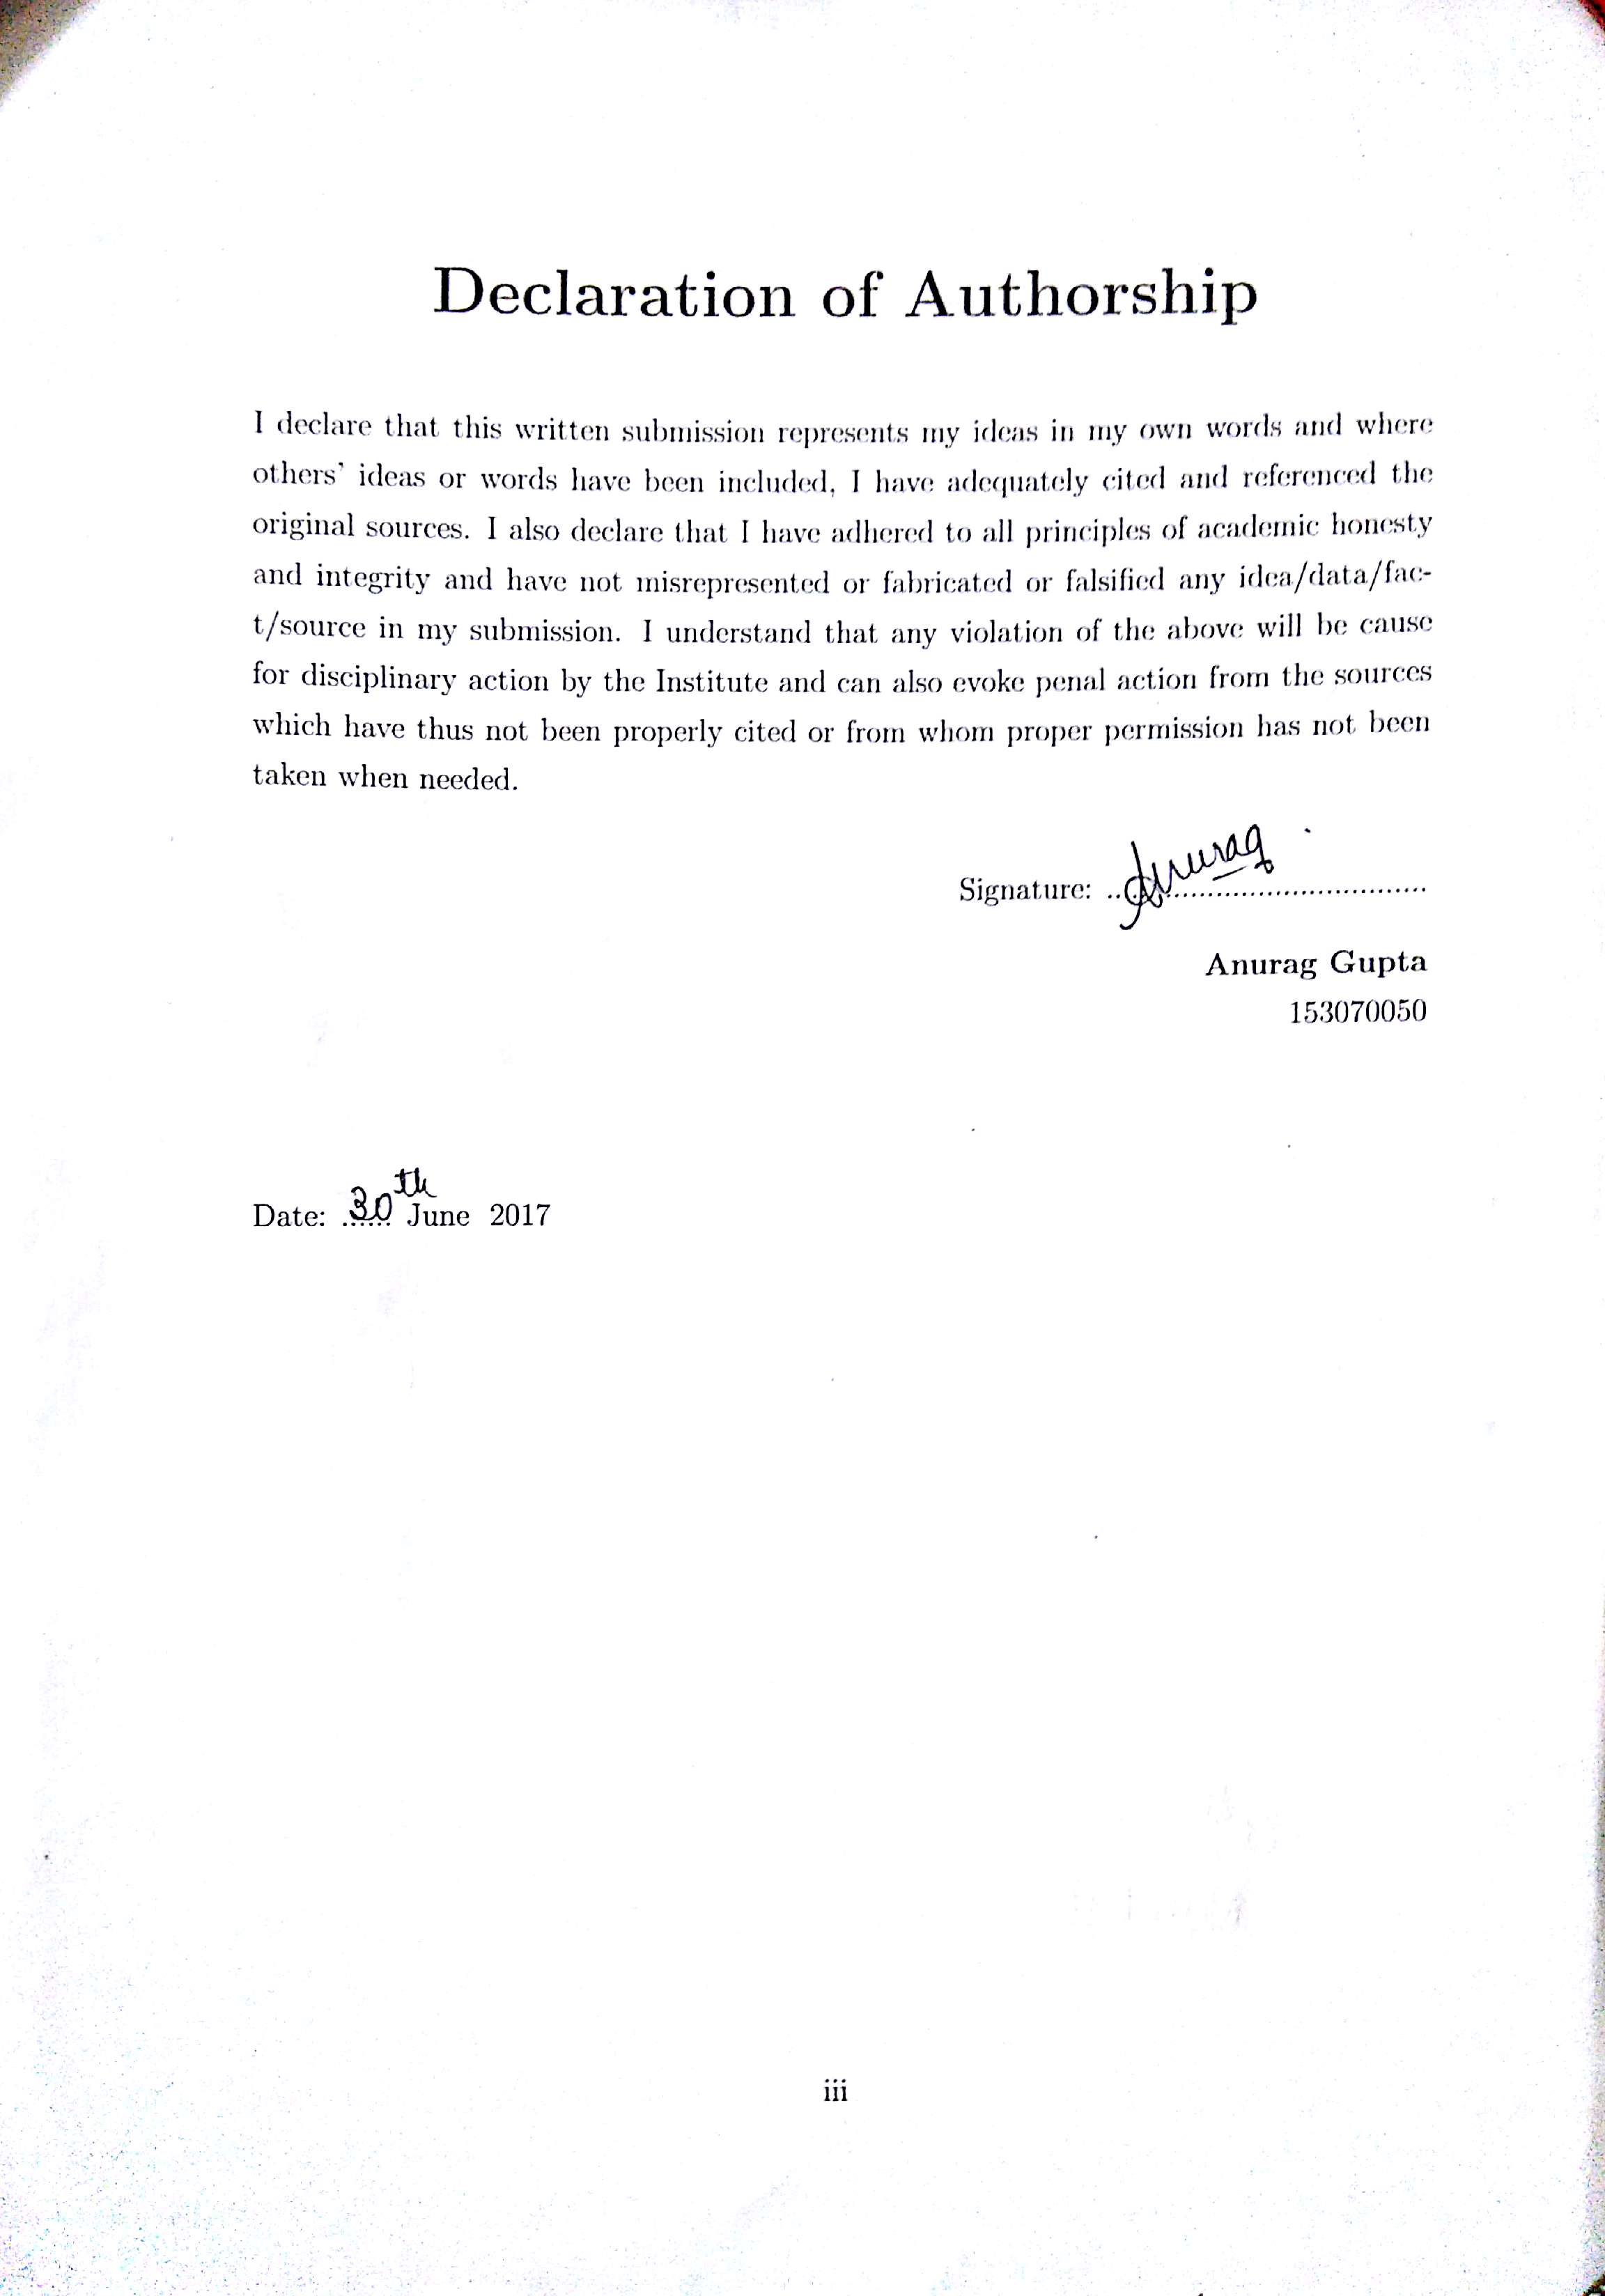 Declaration of Authorship
I declare that this written submission represents my ideas in my own words and where
others' ideas or words have been included, I have adequately cited and referenced the
original sources. I also declare that I have adhered to all principles of academic honesty
and integrity and have not misrepresented or fabricated or falsified any idea/data/fac-
t/source in my submission. I understand that any violation of the above will be cause
for disciplinary action by the Institute and can also evoke penal action from the sources
which have thus not been properly cited or from whom proper permission has not been
taken when needed.
Signature: Anurag
Anurag Gupta
153070050
Date: 30th June 2017
iii